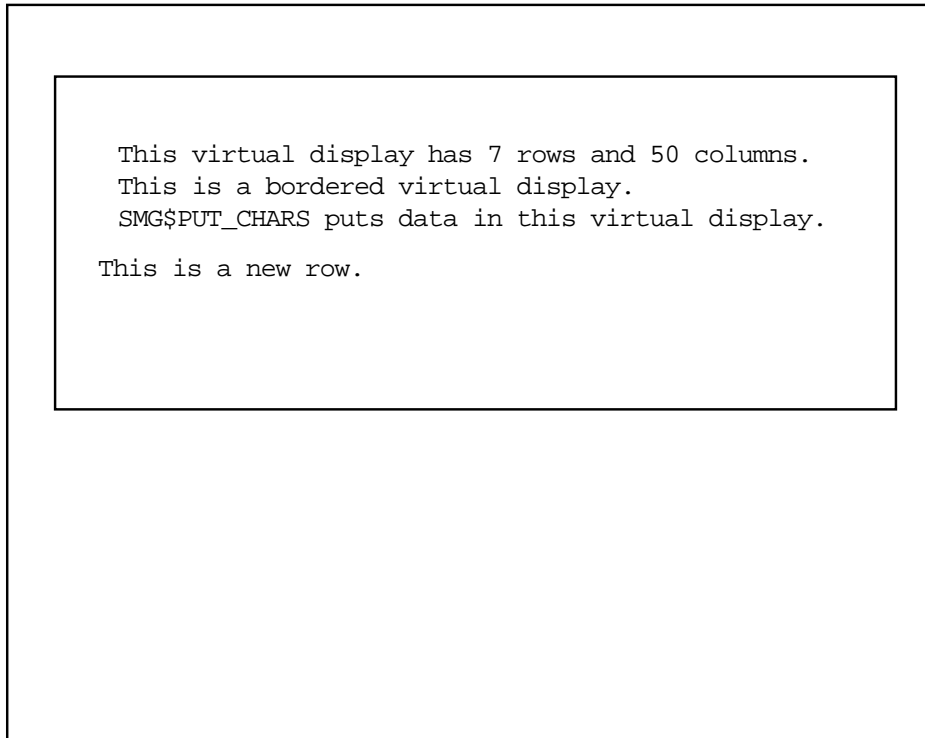 This virtual display has 7 rows and 50 columns.
This is a bordered virtual display.
SMG$PUT_CHARS puts data in this virtual display.
This is a new row.